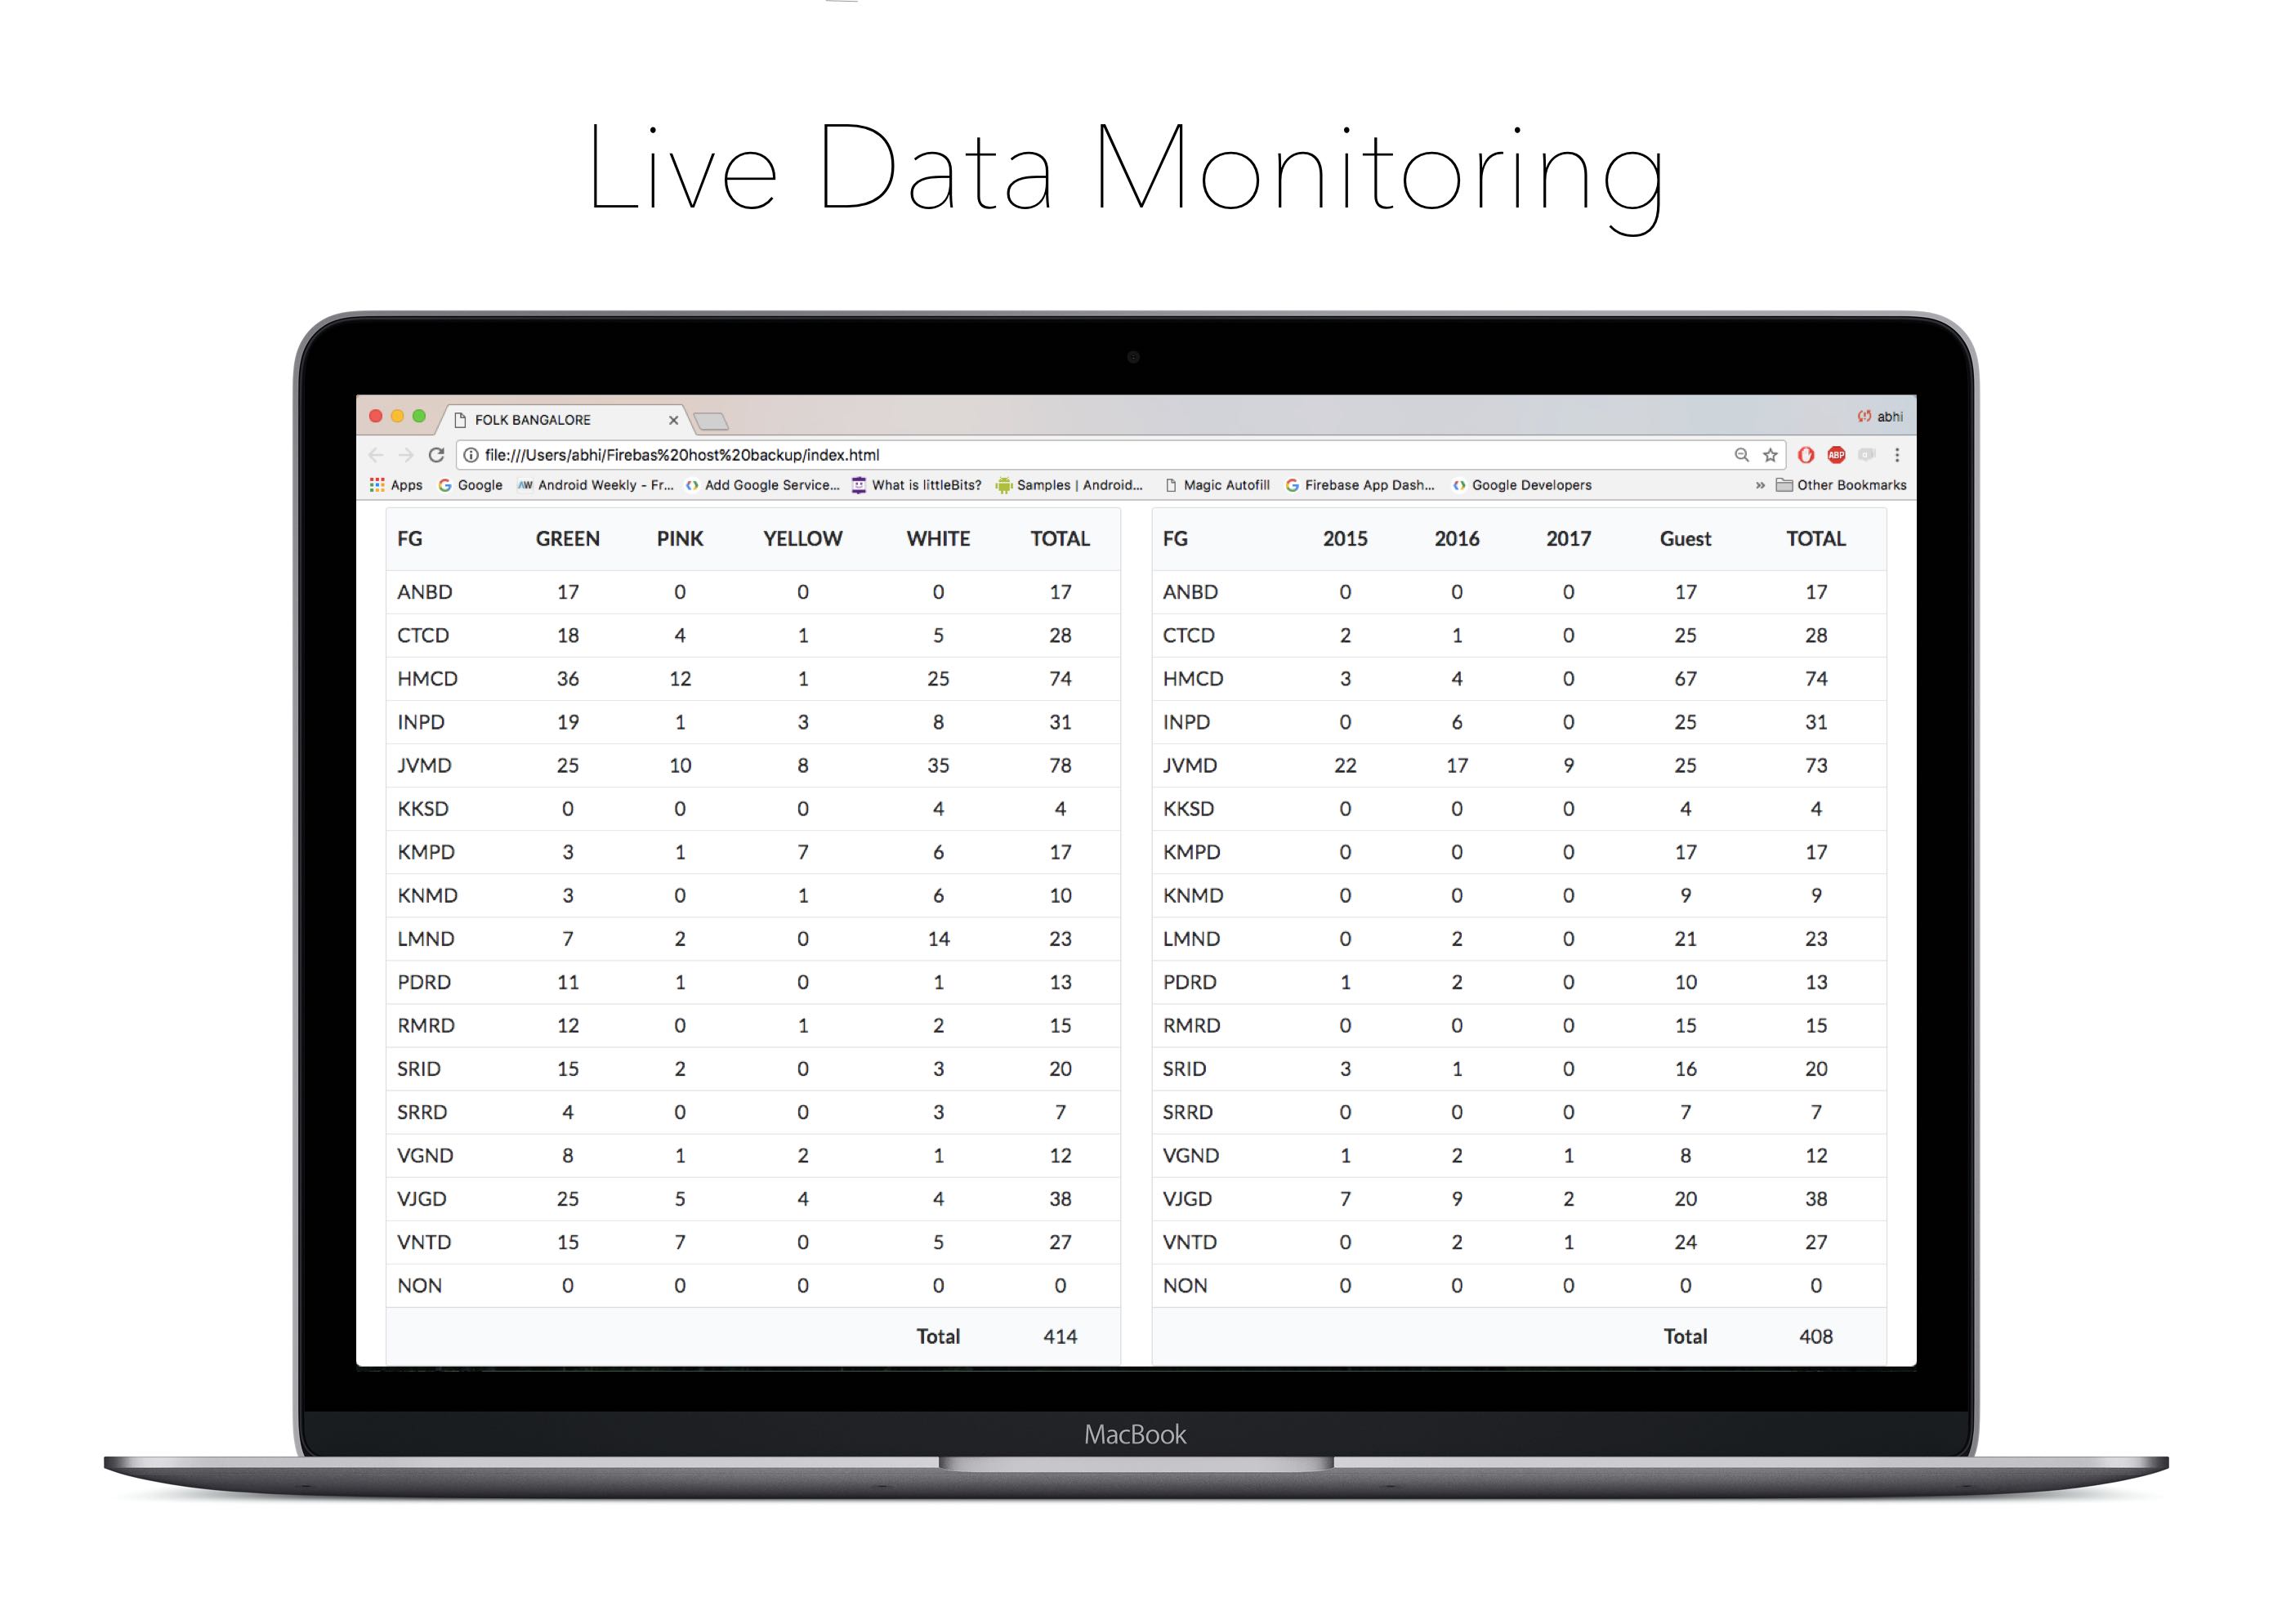 Live Data Monitoring
FOLK BANGALORE
abhi
file:///Users/abhi/Firebas%20host%20backup/index.html
Apps Google Android Weekly - Fr... Add Google Service... What is littleBits? Samples | Android... Magic Autofill Firebase App Dash... Google Developers » Other Bookmarks
FG GREEN PINK YELLOW WHITE TOTAL FG 2015 2016 2017 Guest TOTAL
ANBD 17 0 0 0 17 ANBD 0 0 0 17 17
CTCD 18 4 1 5 28 CTCD 2 1 0 25 28
HMCD 36 12 1 25 74 HMCD 3 4 0 67 74
INPD 19 1 3 8 31 INPD 0 6 0 25 31
JVMD 25 10 8 35 78 JVMD 22 17 9 25 73
KKSD 0 0 0 4 4 KKSD 0 0 0 4 4
KMPD 3 1 7 6 17 KMPD 0 0 0 17 17
KNMD 3 0 1 6 10 KNMD 0 0 0 9 9
LMND 7 2 0 14 23 LMND 0 2 0 21 23
PDRD 11 1 0 1 13 PDRD 1 2 0 10 13
RMRD 12 0 1 2 15 RMRD 0 0 0 15 15
SRID 15 2 0 3 20 SRID 3 1 0 16 20
SRRD 4 0 0 3 7 SRRD 0 0 0 7 7
VGND 8 1 2 1 12 VGND 1 2 1 8 12
VJGD 25 5 4 4 38 VJGD 7 9 2 20 38
VNTD 15 7 0 5 27 VNTD 0 2 1 24 27
NON 0 0 0 0 0 NON 0 0 0 0 0
Total 414 Total 408
MacBook